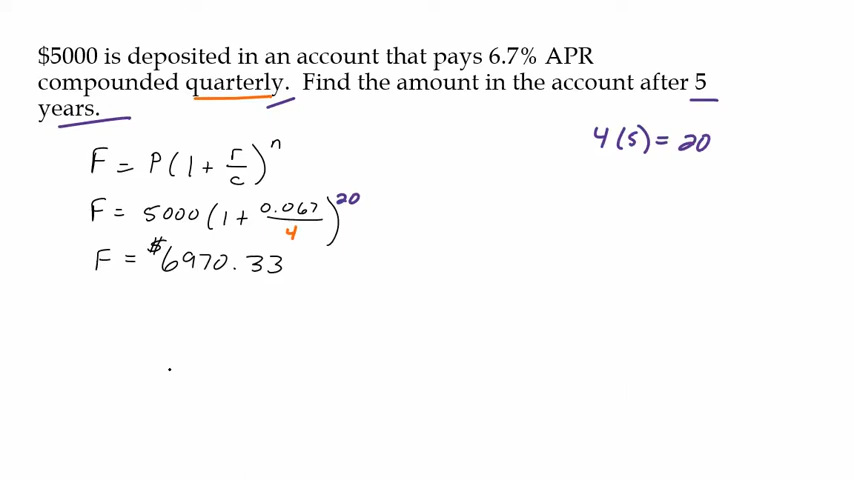 $5000 is deposited in an account that pays 6.7% APR
compounded quarterly. Find the amount in the account after 5
years.
4(5) = 20
F = P(1 + r/c)^n
F = 5000(1 + 0.067/4)^20
F = $6970.33